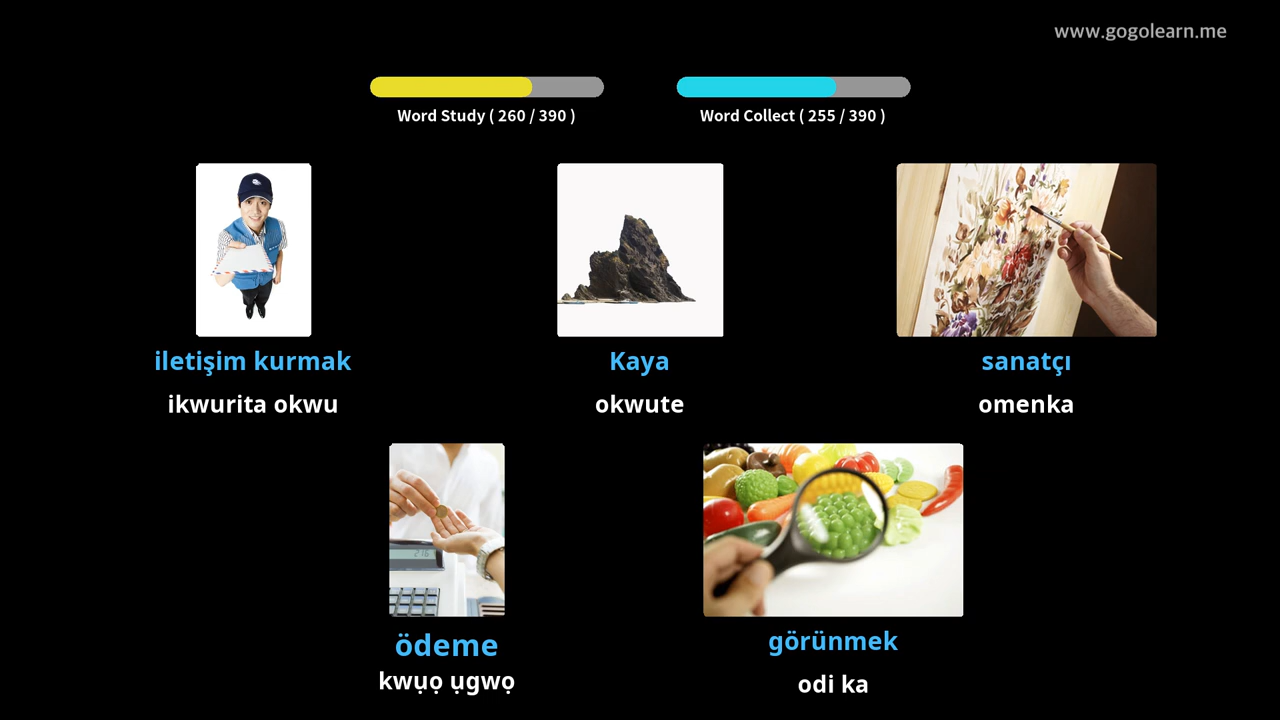 www.gogolearn.me
Word Study ( 260 / 390 )
Word Collect ( 255 / 390 )
iletişim kurmak
ikwurita okwu
Kaya
okwute
sanatçı
omenka
ödeme
kwụọ ụgwọ
görünmek
odi ka